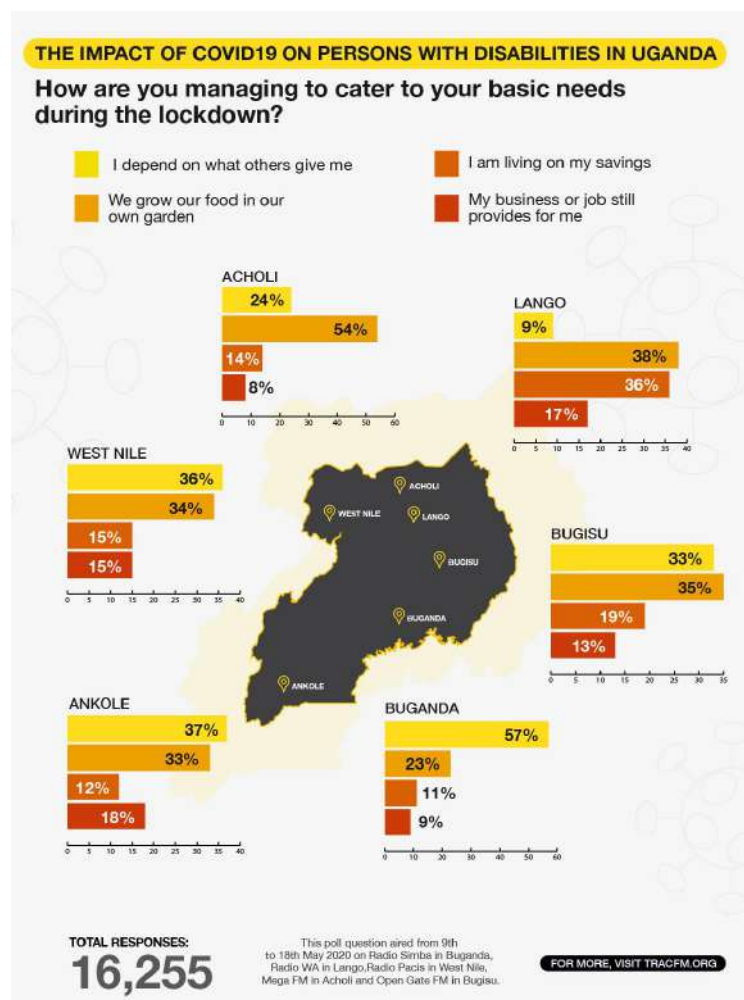 THE IMPACT OF COVID19 ON PERSONS WITH DISABILITIES IN UGANDA
How are you managing to cater to your basic needs
during the lockdown?
I depend on what others give me
I am living on my savings
We grow our food in our
own garden
My business or job still
provides for me
ACHOLI
24%
54%
14%
8%
0 10 20 30 40 50 60
LANGO
9%
38%
36%
17%
0 5 10 15 20 25 30 35 40
WEST NILE
36%
34%
15%
15%
0 5 10 15 20 25 30 35 40
ACHOLI
WEST NILE
LANGO
BUGISU
BUGANDA
ANKOLE
BUGISU
33%
35%
19%
13%
0 5 10 15 20 25 30 35
ANKOLE
37%
33%
12%
18%
0 5 10 15 20 25 30 35 40
BUGANDA
57%
23%
11%
9%
0 10 20 30 40 50 60
TOTAL RESPONSES:
16,255
This poll question aired from 9th
to 18th May 2020 on Radio Simba in Buganda,
Radio WA in Lango,Radio Pacis in West Nile,
Mega FM in Acholi and Open Gate FM in Bugisu.
FOR MORE, VISIT TRACFM.ORG